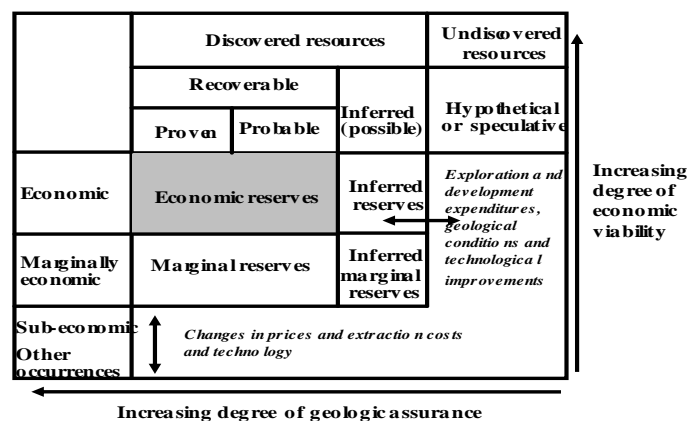 Discovered resources
Undiscovered
resources
Recoverable
Inferred
(possible)
Hypothetical
or speculative
Proven
Probable
Economic
Economic reserves
Inferred
reserves
Exploration and
development
expenditures,
geological
conditions and
technological
improvements
Marginally
economic
Marginal reserves
Inferred
marginal
reserves
Sub-economic
Other
occurrences
Changes in prices and extraction costs
and technology
Increasing
degree of
economic
viability
Increasing degree of geologic assurance